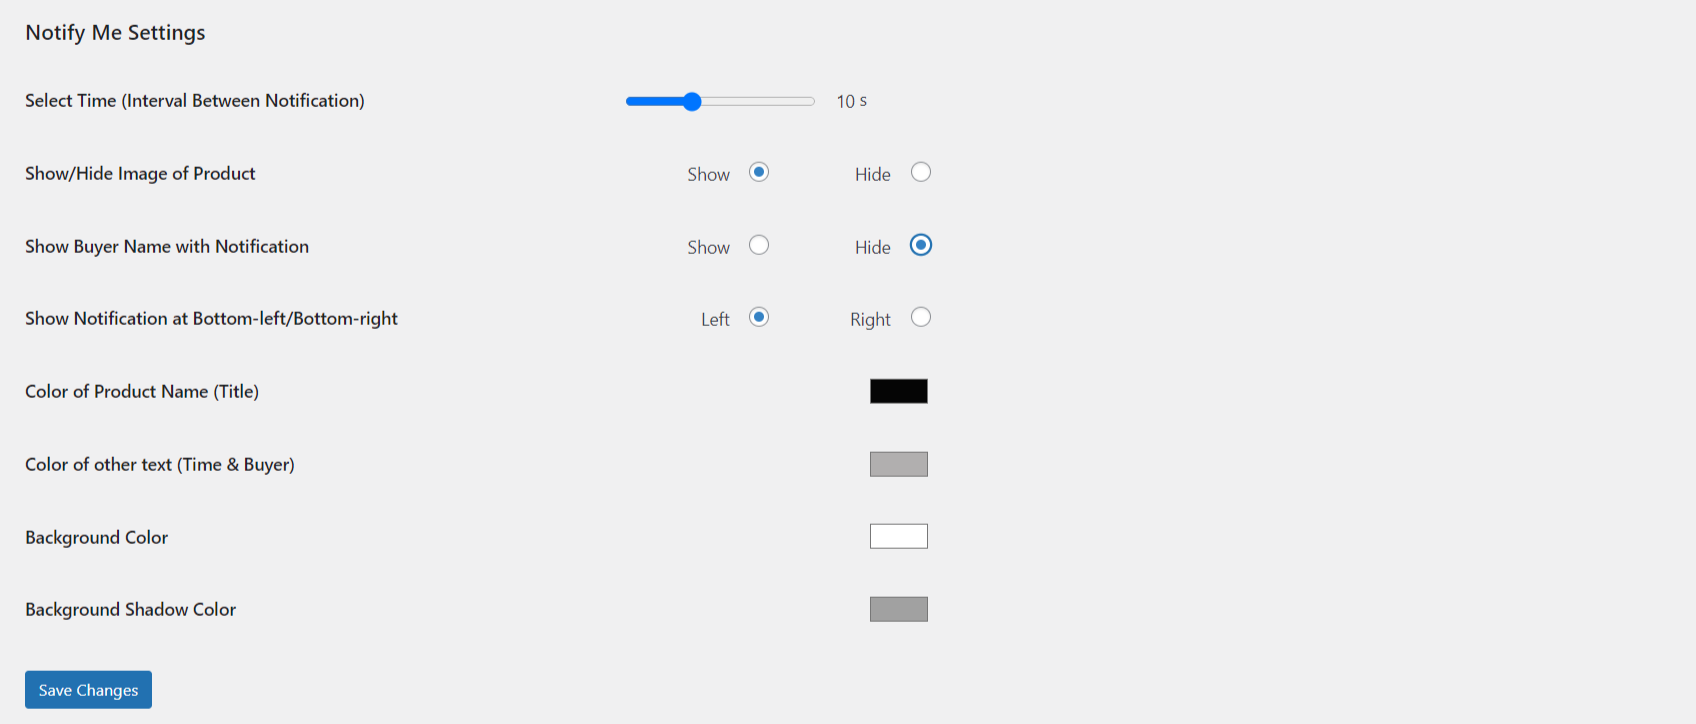 Notify Me Settings
Select Time (Interval Between Notification) 10 s
Show/Hide Image of Product Show Hide
Show Buyer Name with Notification Show Hide
Show Notification at Bottom-left/Bottom-right Left Right
Color of Product Name (Title)
Color of other text (Time & Buyer)
Background Color
Background Shadow Color
Save Changes